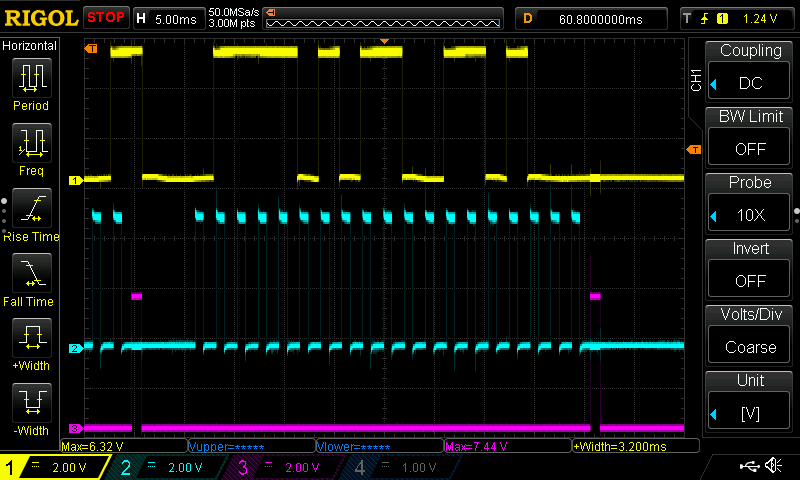 RIGOL STOP H 5.00ms 50.0MSa/s 3.00M pts D 60.8000000ms T 1 1.24 V
Horizontal
Period
Freq
Rise Time
Fall Time
+Width
-Width
T
1
2
3
T
CH1
Coupling
DC
BW Limit
OFF
Probe
10X
Invert
OFF
Volts/Div
Coarse
Unit
[V]
Max=6.32 V Vupper=***** Vlower=***** Max=7.44 V +Width=3.200ms
1 2.00 V 2 2.00 V 3 2.00 V 4 1.00 V